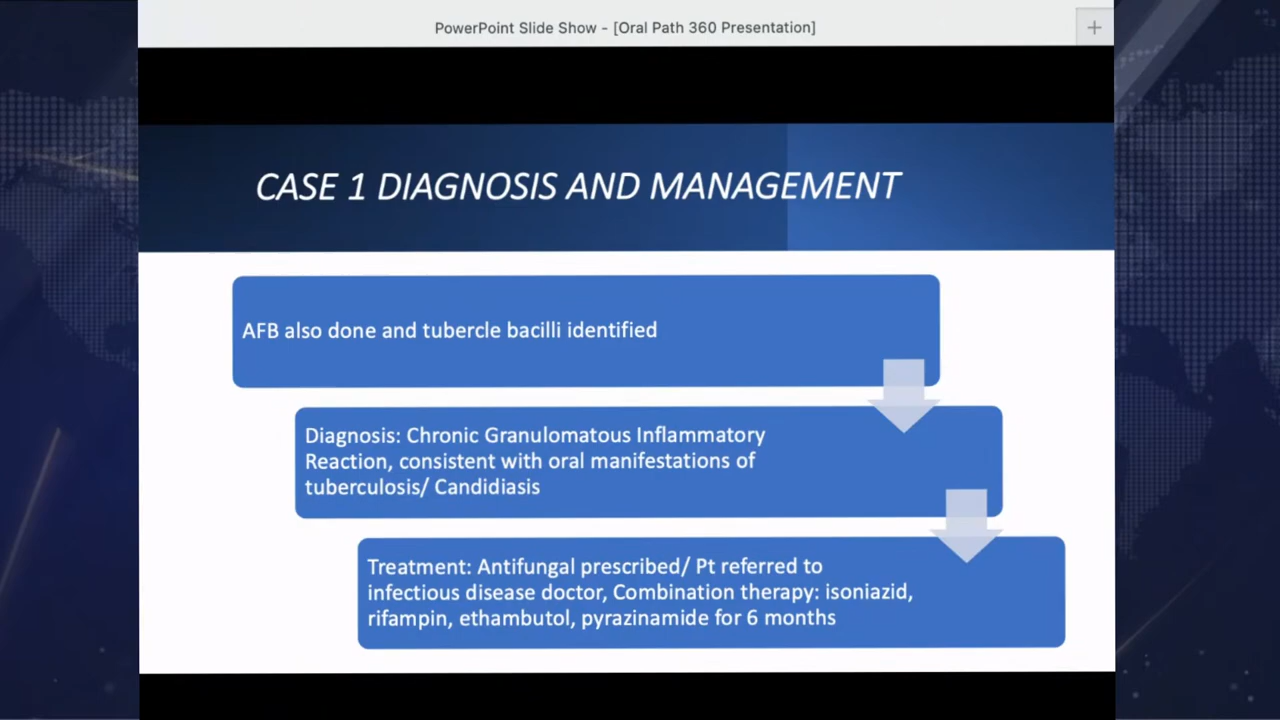 PowerPoint Slide Show - [Oral Path 360 Presentation]
CASE 1 DIAGNOSIS AND MANAGEMENT
AFB also done and tubercle bacilli identified
Diagnosis: Chronic Granulomatous Inflammatory
Reaction, consistent with oral manifestations of
tuberculosis/ Candidiasis
Treatment: Antifungal prescribed/ Pt referred to
infectious disease doctor, Combination therapy: isoniazid,
rifampin, ethambutol, pyrazinamide for 6 months